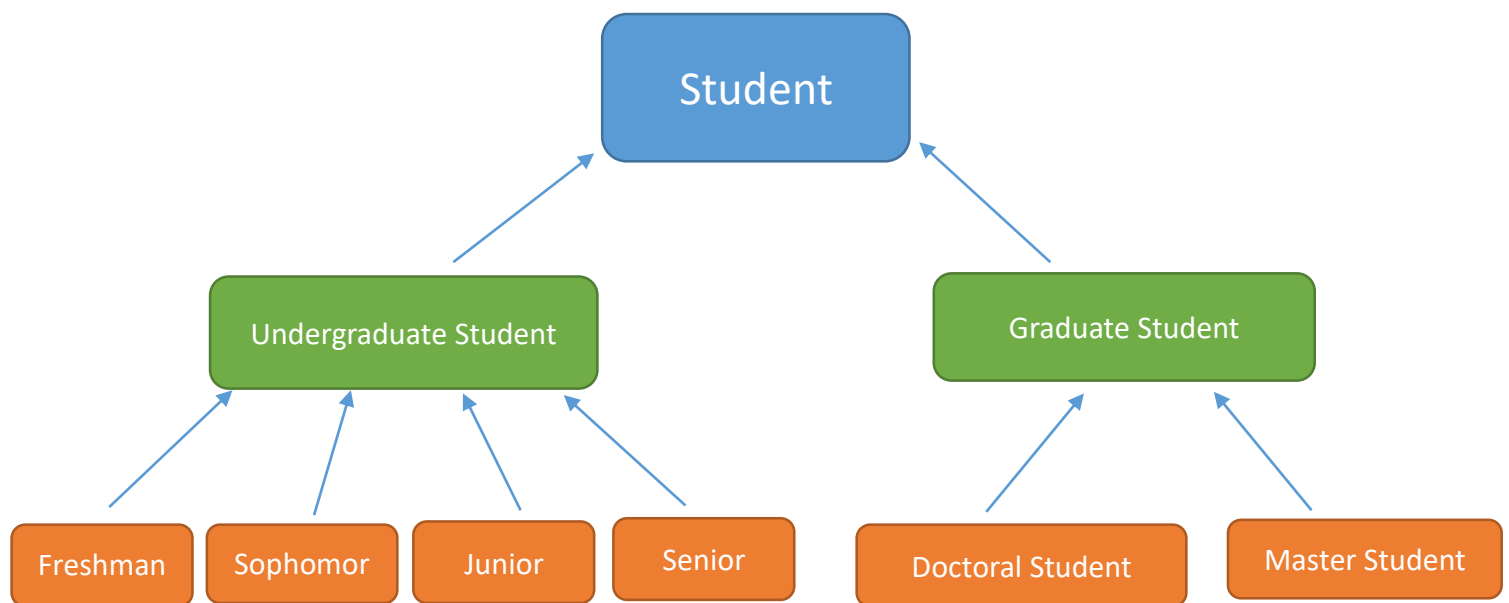 Student
Undergraduate Student
Graduate Student
Freshman
Sophomor
Junior
Senior
Doctoral Student
Master Student